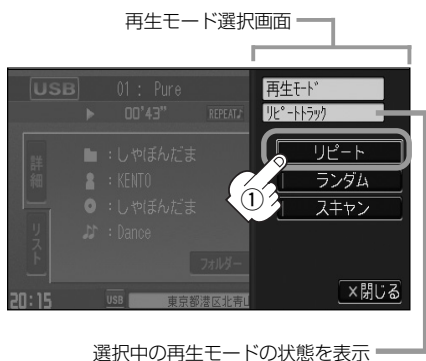 再生モード選択画面
USB 01 : Pure
00'43" REPEAT♪
再生ﾓｰﾄﾞ
ﾘﾋﾟｰﾄﾄﾗｯｸ
詳細
リスト
:しゃぼんだま
:KENTO
:しゃぼんだま
:Dance
フォルダー
リピート
①
ランダム
スキャン
20:15
USB
東京都港区北青山
×閉じる
選択中の再生モードの状態を表示